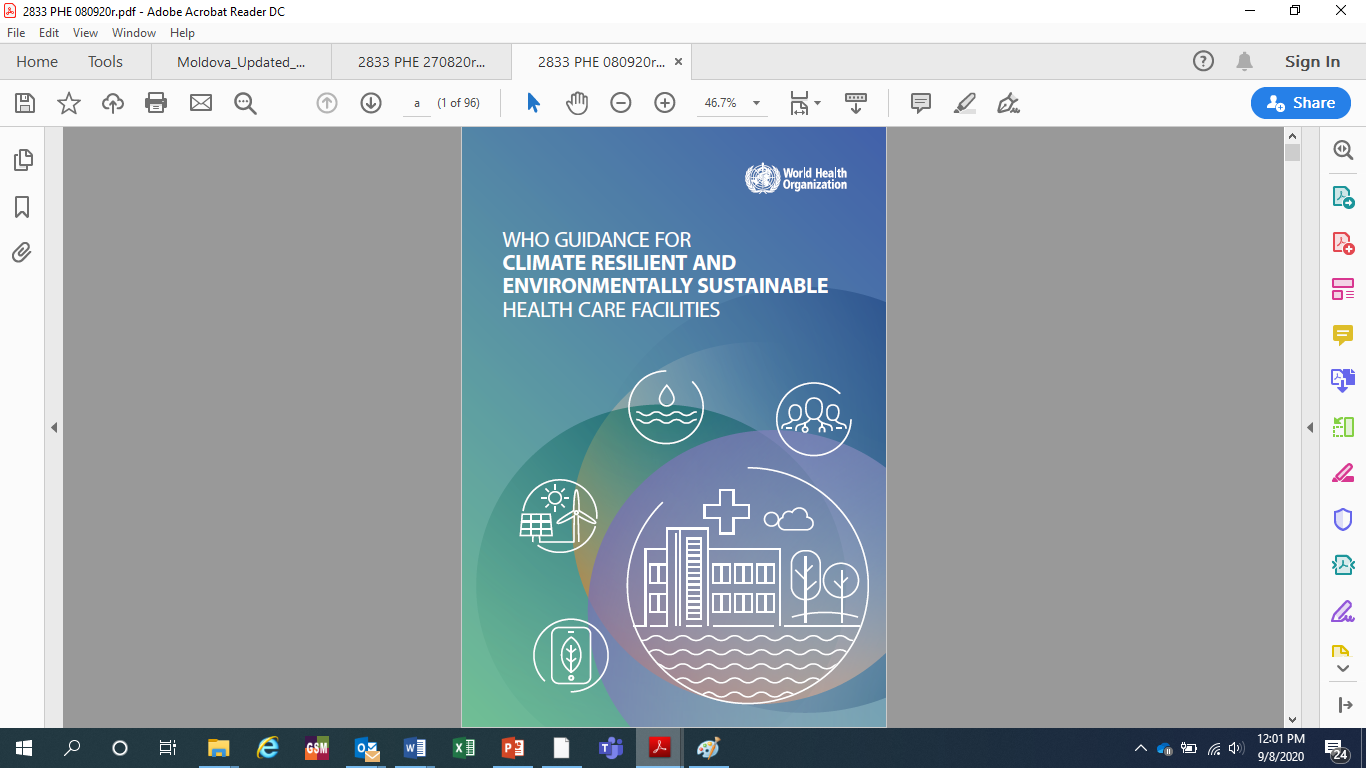 2833 PHE 080920r.pdf - Adobe Acrobat Reader DC
File Edit View Window Help
Home Tools Moldova_Updated_... 2833 PHE 270820r... 2833 PHE 080920r... Sign In
a (1 of 96) 46.7% Share
World Health
Organization
WHO GUIDANCE FOR
CLIMATE RESILIENT AND
ENVIRONMENTALLY SUSTAINABLE
HEALTH CARE FACILITIES
GSM
12:01 PM
9/8/2020
24